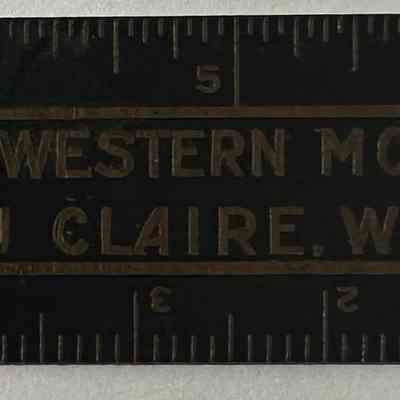 5
WESTERN MO
U CLAIRE, W
3 2